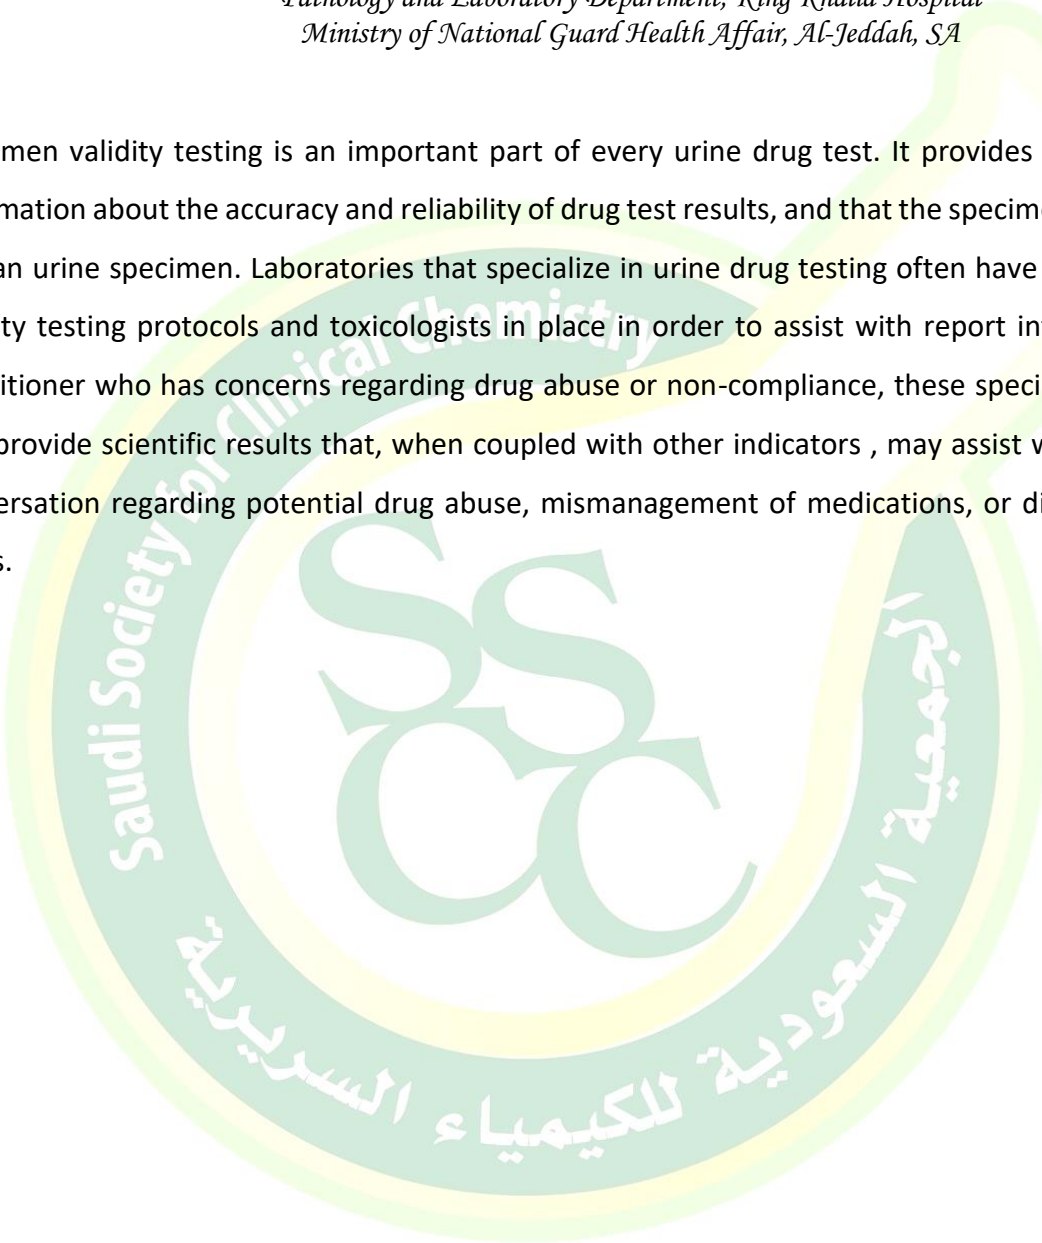 Pathology and Laboratory Department, King Khalid Hospital
Ministry of National Guard Health Affair, Al-Jeddah, SA
men validity testing is an important part of every urine drug test. It provides
mation about the accuracy and reliability of drug test results, and that the specime
an urine specimen. Laboratories that specialize in urine drug testing often have
ty testing protocols and toxicologists in place in order to assist with report in
itioner who has concerns regarding drug abuse or non-compliance, these speci
provide scientific results that, when coupled with other indicators , may assist
ersation regarding potential drug abuse, mismanagement of medications, or di
s.
Saudi Society for Clinical Chemistry
SS
CC
الجمعية السعودية للكيمياء السريرية